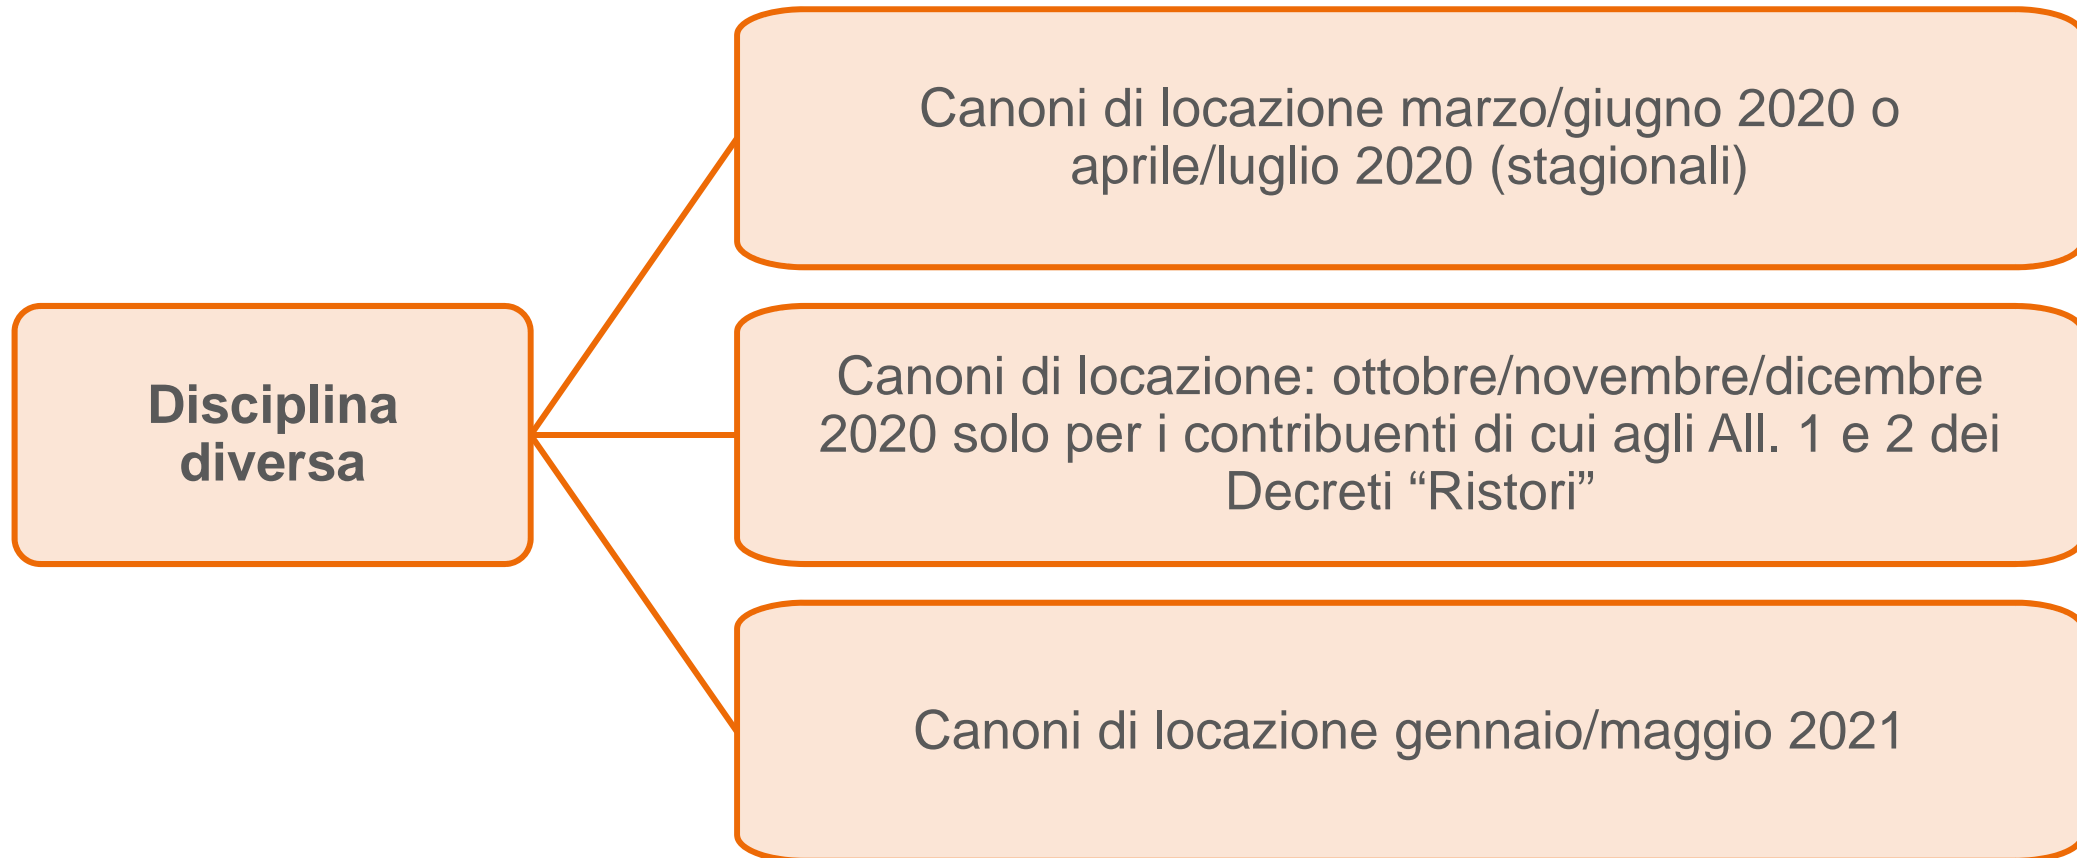 Canoni di locazione marzo/giugno 2020 o
aprile/luglio 2020 (stagionali)
Disciplina
diversa
Canoni di locazione: ottobre/novembre/dicembre
2020 solo per i contribuenti di cui agli All. 1 e 2 dei
Decreti “Ristori”
Canoni di locazione gennaio/maggio 2021